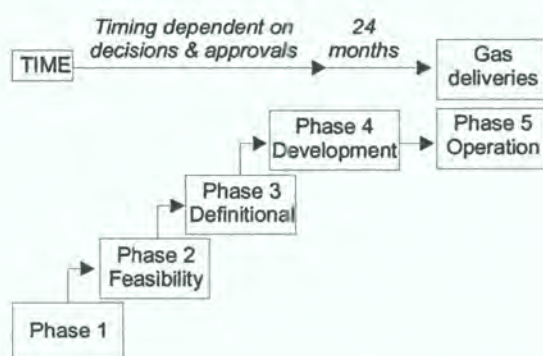 Timing dependent on
decisions & approvals
24
months
TIME
Gas
deliveries
Phase 4
Development
Phase 5
Operation
Phase 3
Definitional
Phase 2
Feasibility
Phase 1